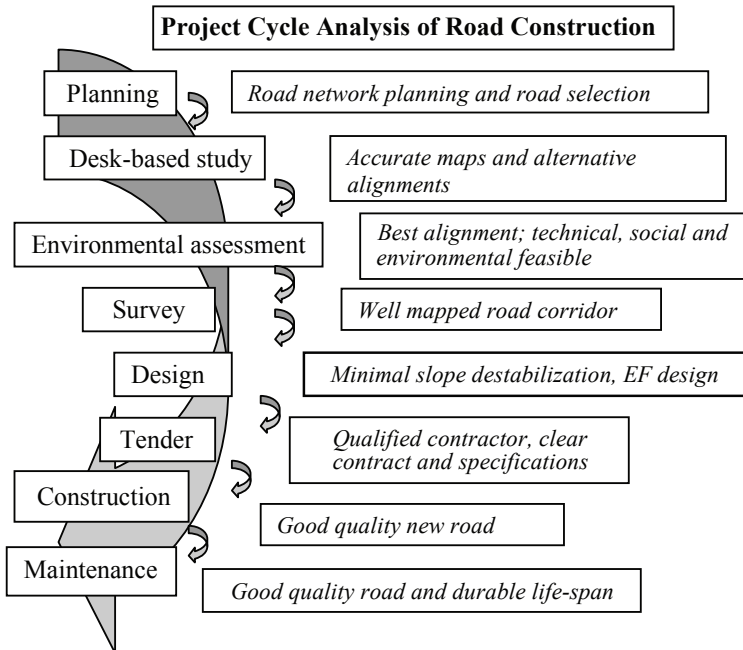 Project Cycle Analysis of Road Construction
Planning
Road network planning and road selection
Desk-based study
Accurate maps and alternative
alignments
Environmental assessment
Best alignment; technical, social and
environmental feasible
Survey
Well mapped road corridor
Design
Minimal slope destabilization, EF design
Tender
Qualified contractor, clear
contract and specifications
Construction
Good quality new road
Maintenance
Good quality road and durable life-span